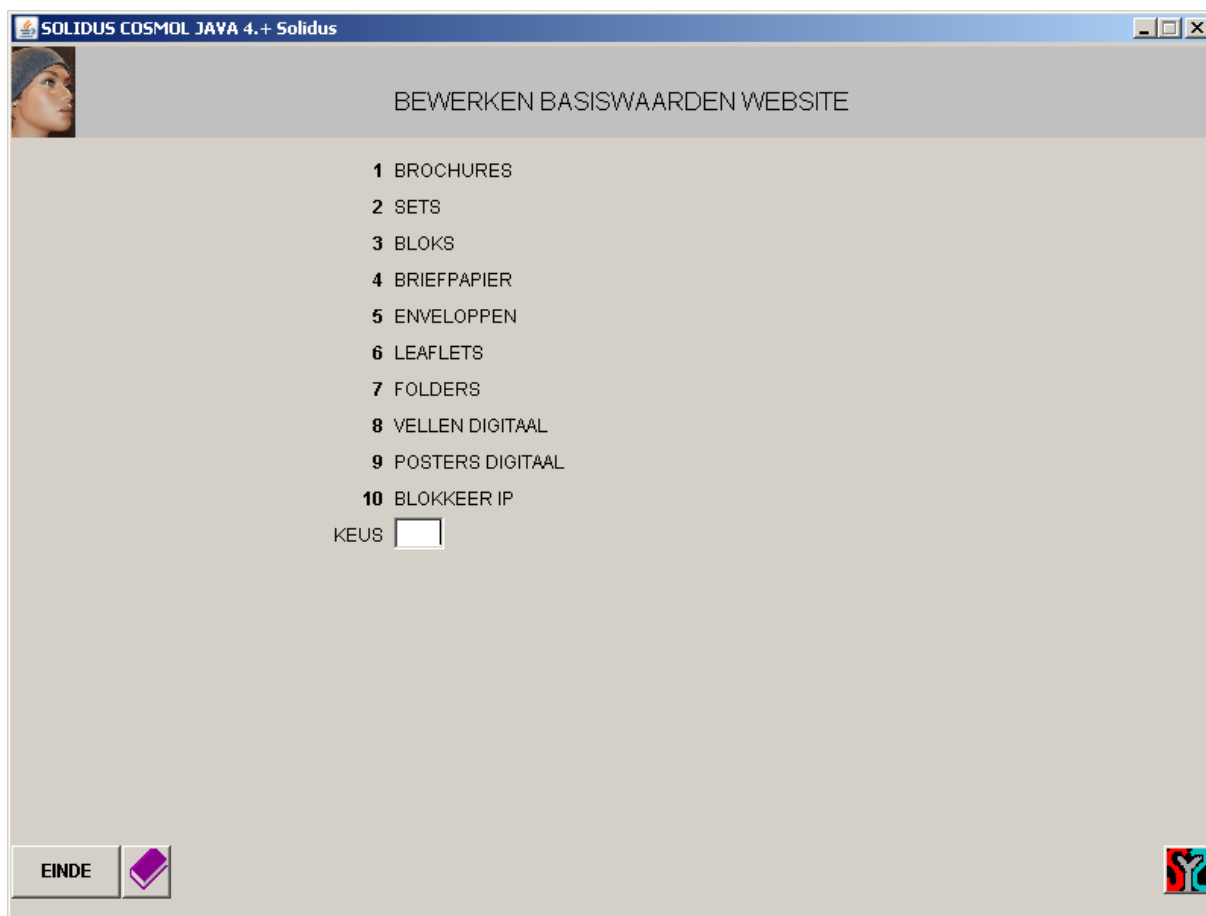 SOLIDUS COSMOL JAVA 4.+ Solidus
BEWERKEN BASISWAARDEN WEBSITE
1 BROCHURES
2 SETS
3 BLOKS
4 BRIEFPAPIER
5 ENVELOPPEN
6 LEAFLETS
7 FOLDERS
8 VELLEN DIGITAAL
9 POSTERS DIGITAAL
10 BLOKKEER IP
KEUS
EINDE